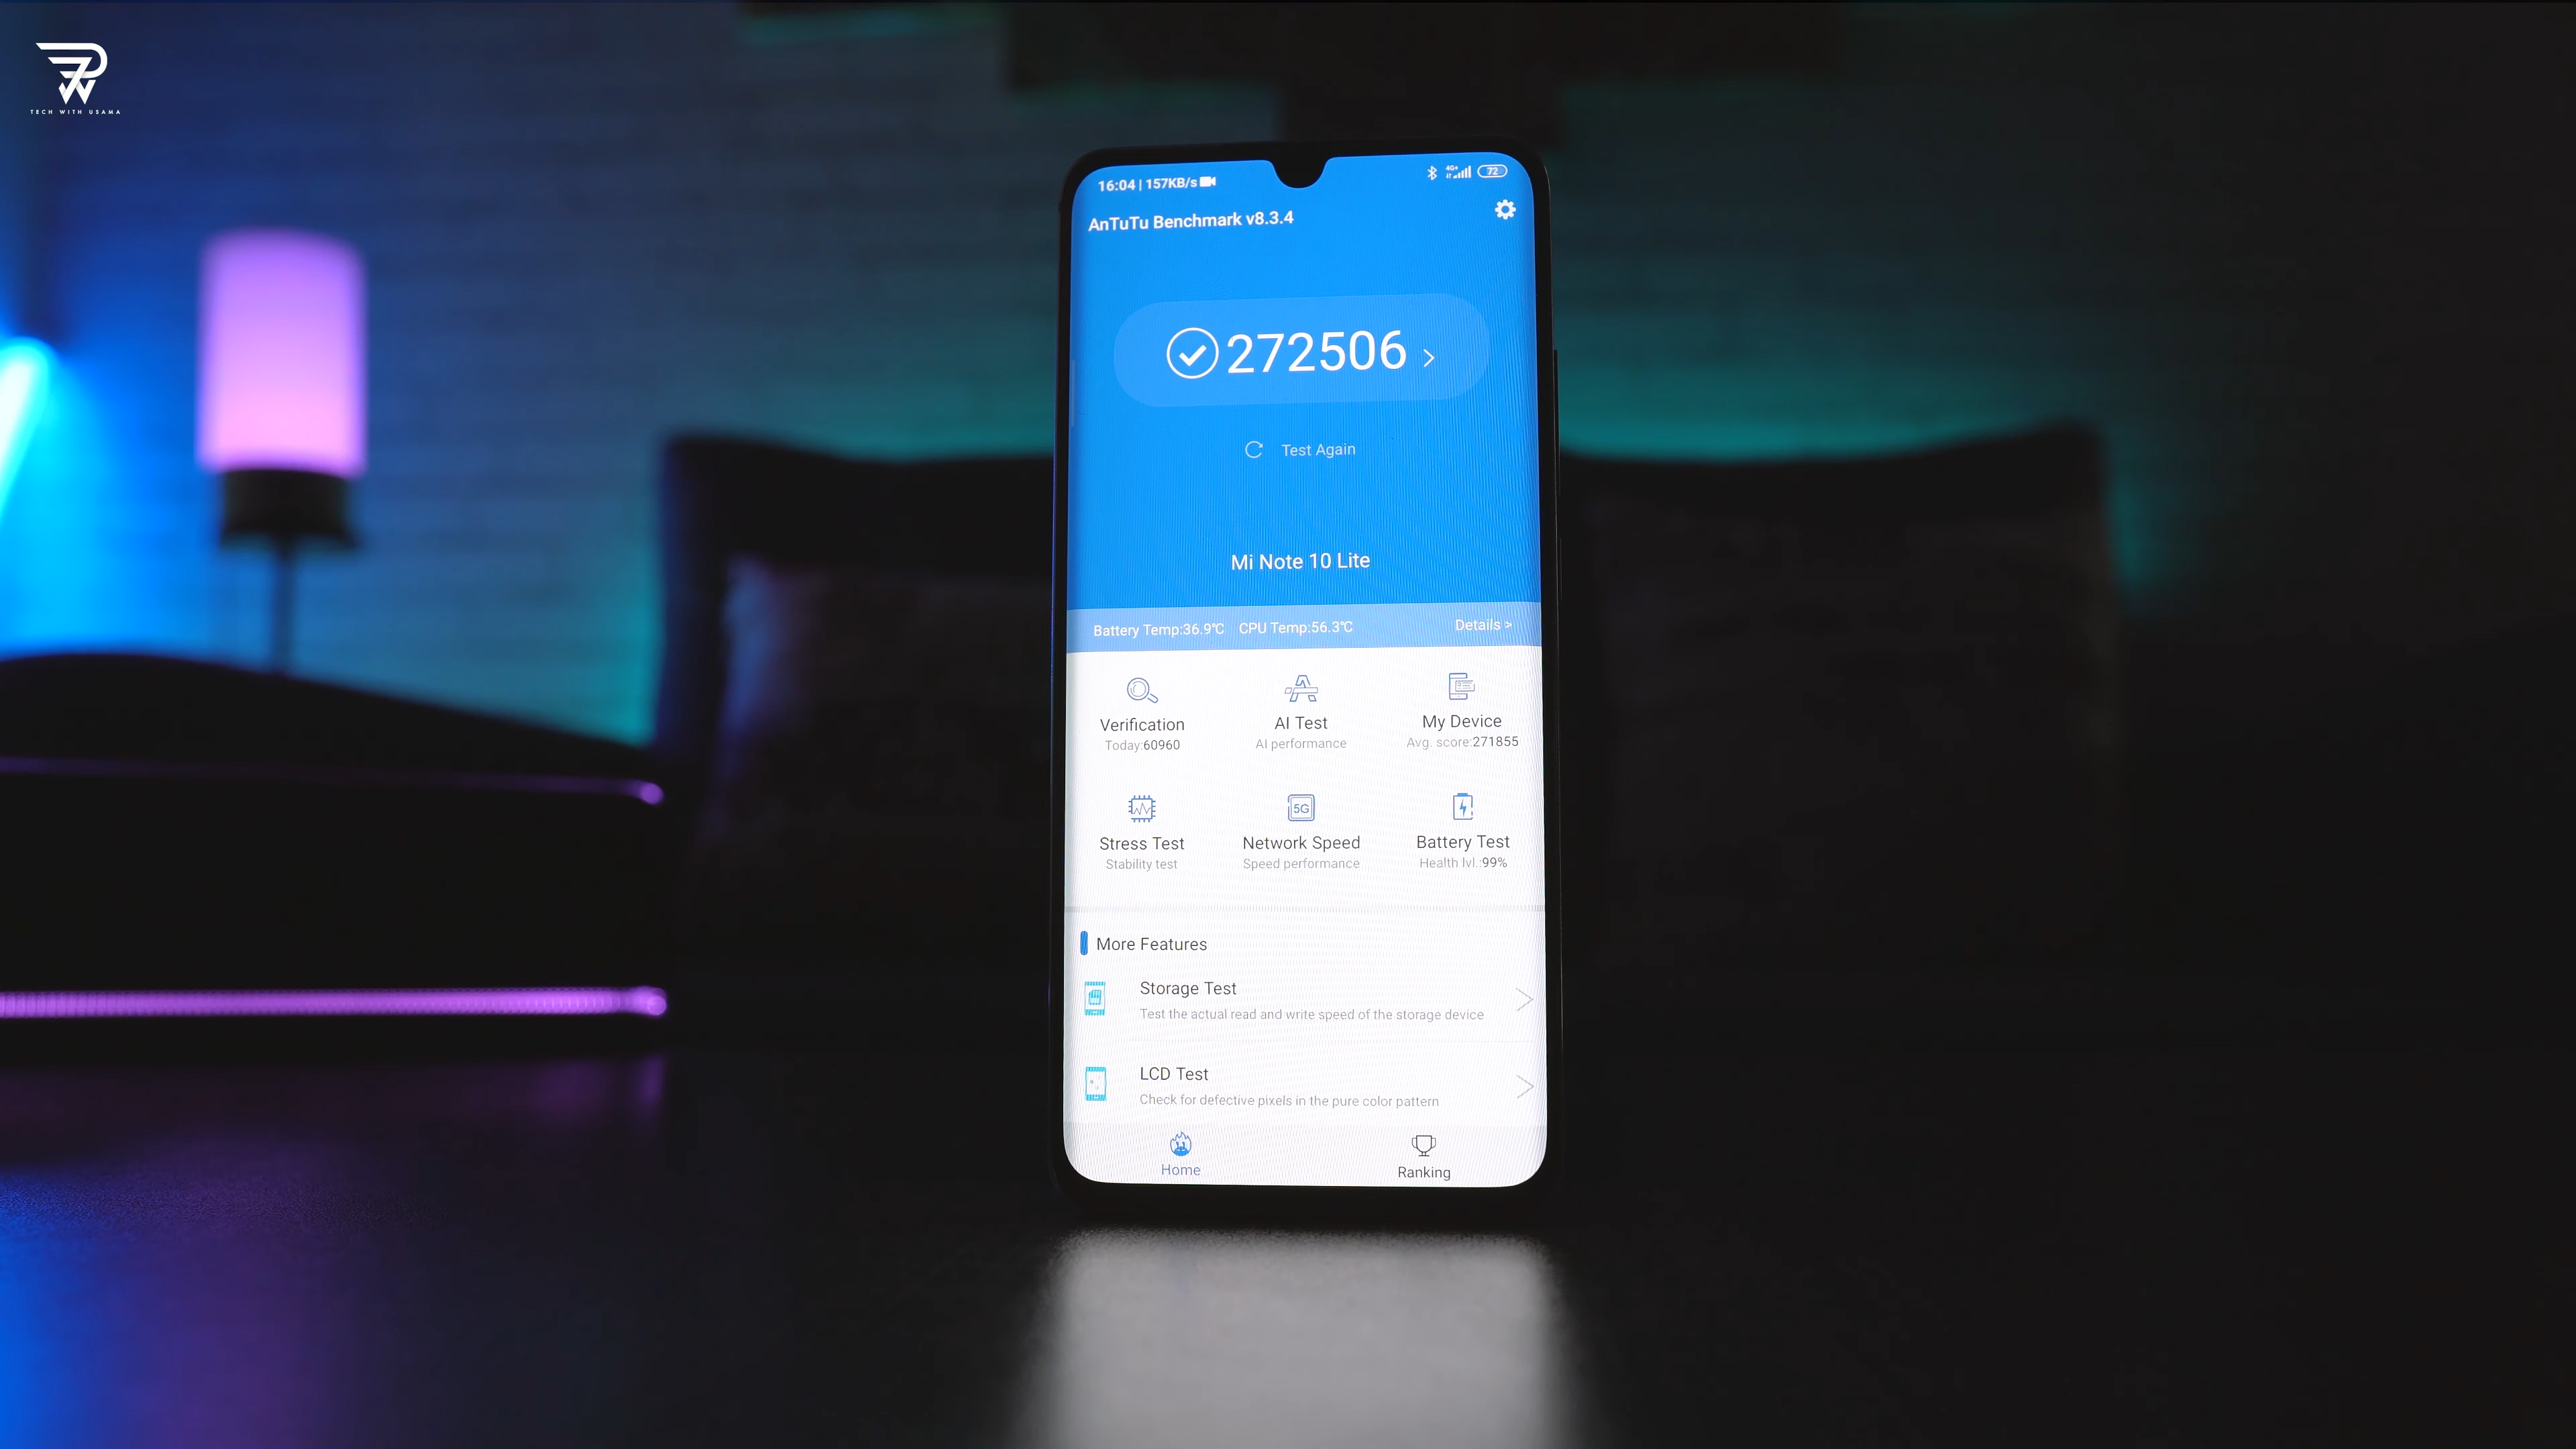 TECH WITH USAMA
16:04 | 157KB/s
4G+
72
AnTuTu Benchmark v8.3.4
272506
Test Again
Mi Note 10 Lite
Battery Temp:36.9℃ CPU Temp:56.3℃ Details >
Verification AI Test My Device
Today:60960 AI performance Avg. score:271855
5G
Stress Test Network Speed Battery Test
Stability test Speed performance Health lvl.:99%
More Features
Storage Test
Test the actual read and write speed of the storage device
LCD Test
Check for defective pixels in the pure color pattern
Home Ranking